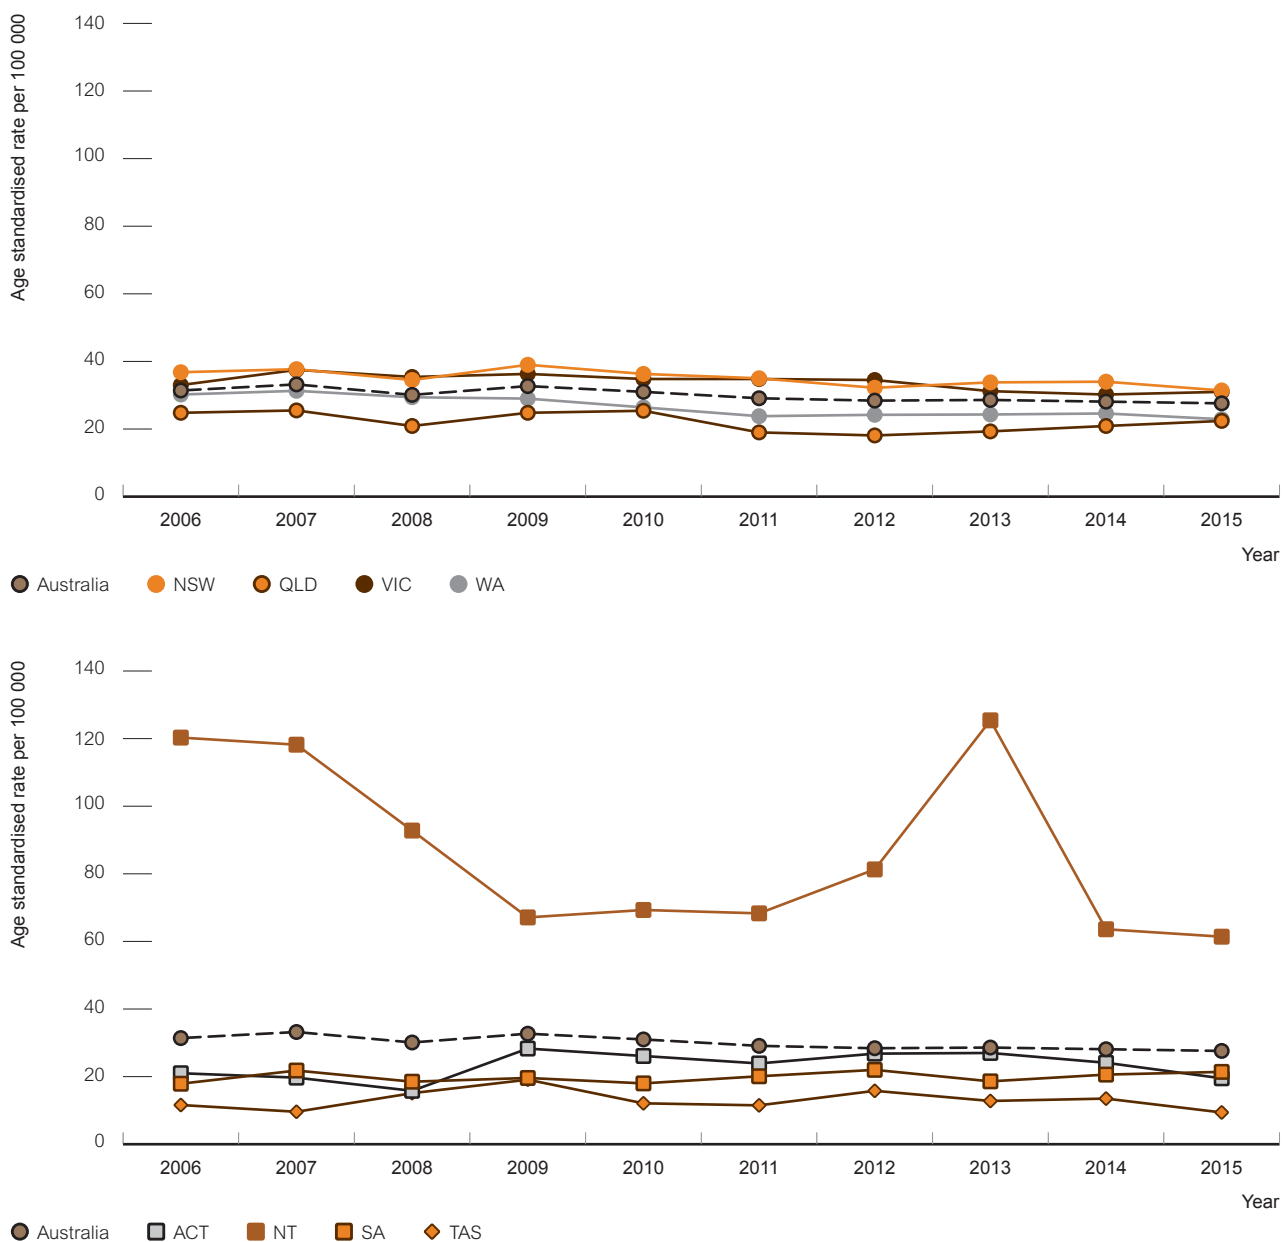 Age standardised rate per 100 000
140
120
100
80
60
40
20
0
2006 2007 2008 2009 2010 2011 2012 2013 2014 2015
Year
Australia NSW QLD VIC WA
Age standardised rate per 100 000
140
120
100
80
60
40
20
0
2006 2007 2008 2009 2010 2011 2012 2013 2014 2015
Year
Australia ACT NT SA TAS